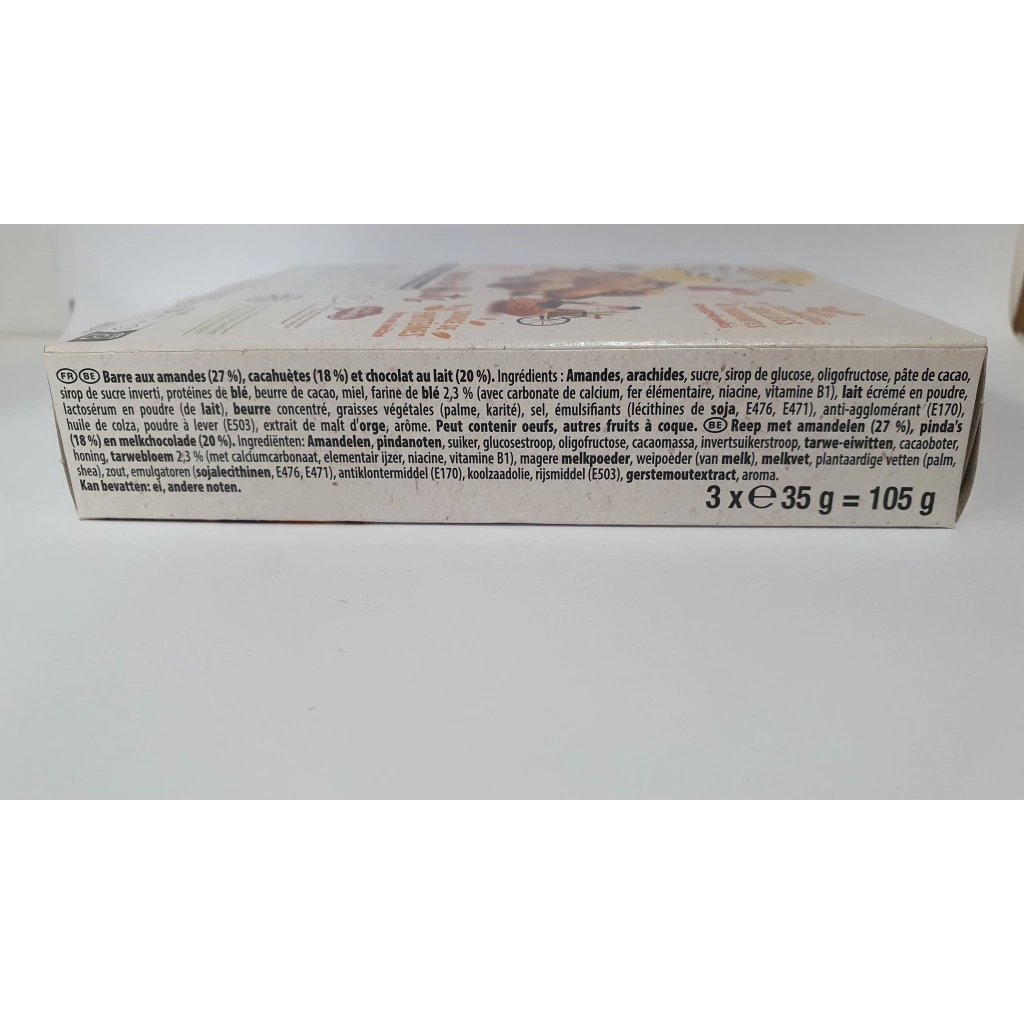 FR BE Barre aux amandes (27 %), cacahuètes (18 %) et chocolat au lait (20 %). Ingrédients : Amandes, arachides, sucre, sirop de glucose, oligofructose, pâte de cacao,
sirop de sucre inverti, protéines de blé, beurre de cacao, miel, farine de blé 2,3 % (avec carbonate de calcium, fer élémentaire, niacine, vitamine B1), lait écrémé en poudre,
lactosérum en poudre (de lait), beurre concentré, graisses végétales (palme, karité), sel, émulsifiants (lécithines de soja, E476, E471), anti-agglomérant (E170),
huile de colza, poudre à lever (E503), extrait de malt d'orge, arôme. Peut contenir oeufs, autres fruits à coque. BE Reep met amandelen (27 %), pinda's
(18 %) en melkchocolade (20 %). Ingrediënten: Amandelen, pindanoten, suiker, glucosestroop, oligofructose, cacaomassa, invertsuikerstroop, tarwe-eiwitten, cacaoboter,
honing, tarwebloem 2,3 % (met calciumcarbonaat, elementair ijzer, niacine, vitamine B1), magere melkpoeder, weipoeder (van melk), melkvet, plantaardige vetten (palm,
shea), zout, emulgatoren (sojalecithinen, E476, E471), antiklontermiddel (E170), koolzaadolie, rijsmiddel (E503), gerstemoutextract, aroma.
Kan bevatten: ei, andere noten.
3 x ℮ 35 g = 105 g